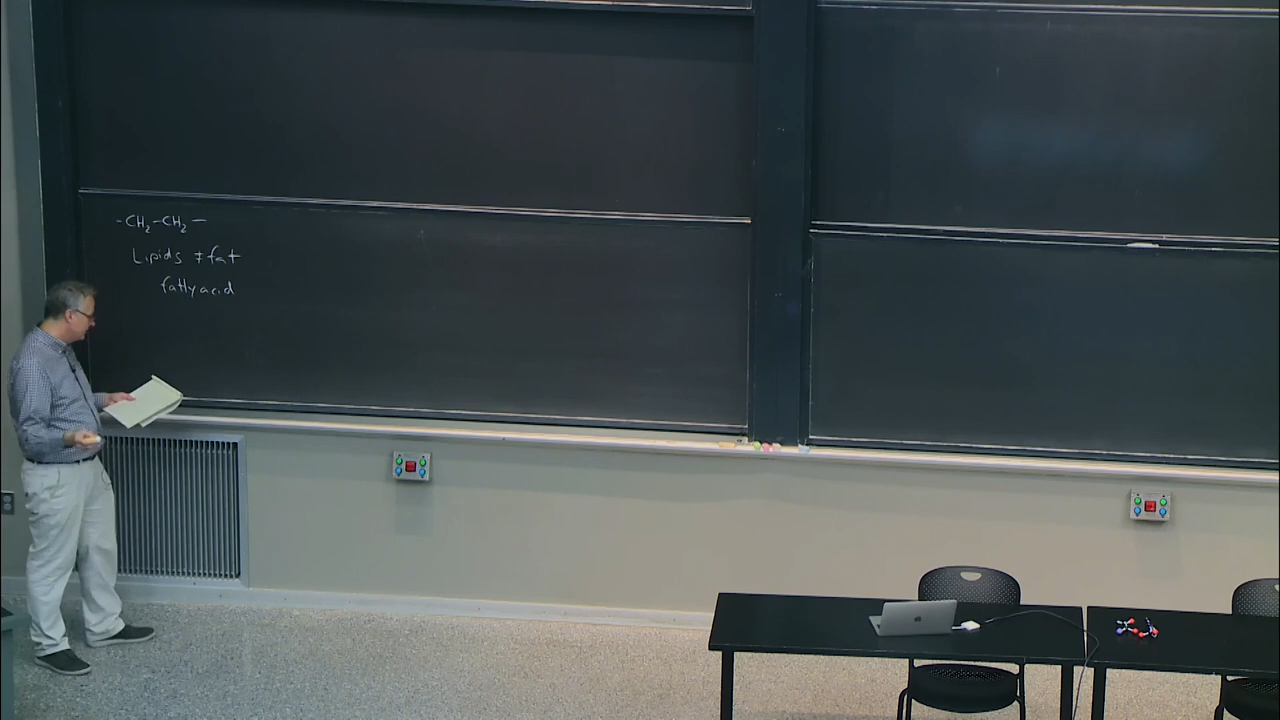 -CH₂-CH₂-
Lipids ≠ fat
fatty acid